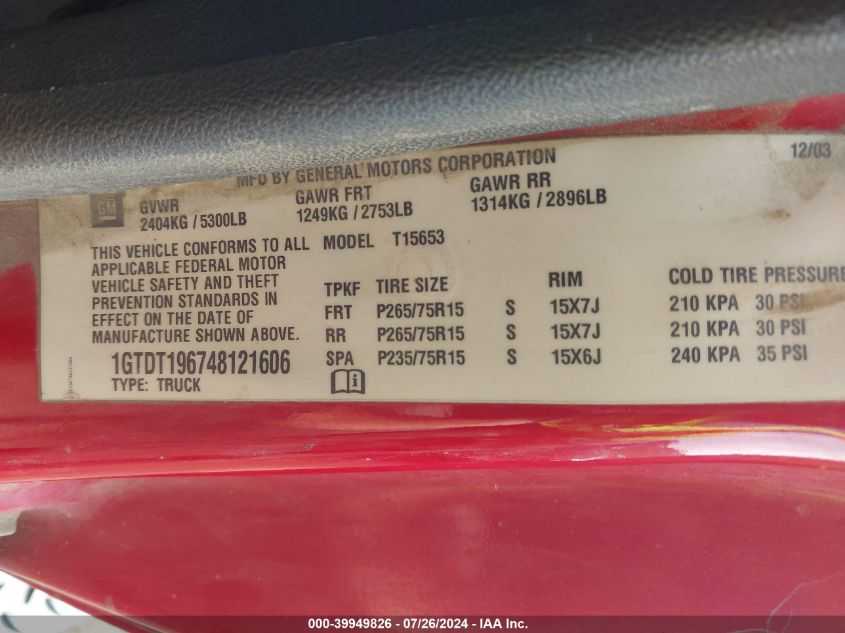 MFD BY GENERAL MOTORS CORPORATION 12/03
GM
GVWR GAWR FRT GAWR RR
2404KG / 5300LB 1249KG / 2753LB 1314KG / 2896LB
THIS VEHICLE CONFORMS TO ALL MODEL T15653
APPLICABLE FEDERAL MOTOR
VEHICLE SAFETY AND THEFT
PREVENTION STANDARDS IN
EFFECT ON THE DATE OF
MANUFACTURE SHOWN ABOVE.
1GTDT196748121606
TYPE: TRUCK
TPKF TIRE SIZE RIM COLD TIRE PRESSURE
FRT P265/75R15 S 15X7J 210 KPA 30 PSI
RR P265/75R15 S 15X7J 210 KPA 30 PSI
SPA P235/75R15 S 15X6J 240 KPA 35 PSI
000-39949826 / 07/26/2024 - IAA Inc.